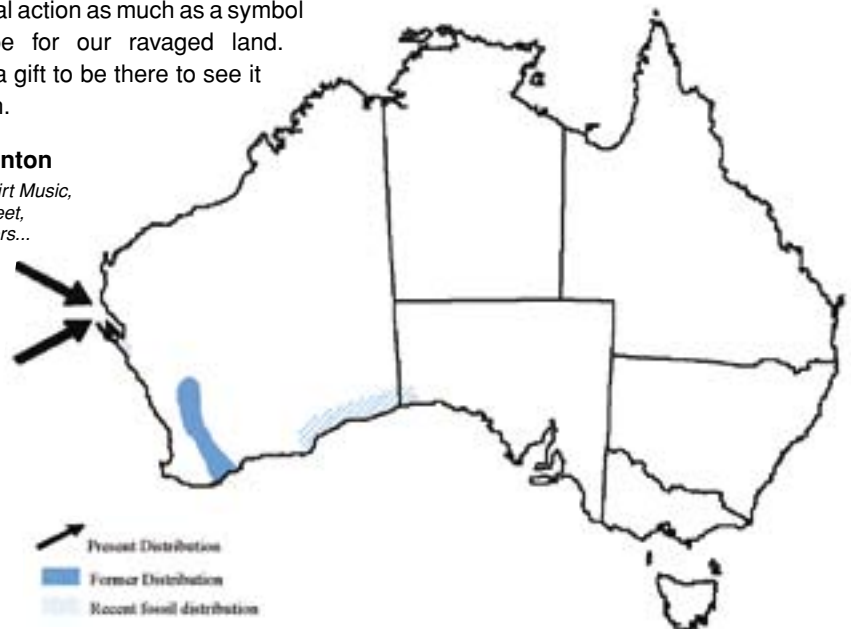 al action as much as a symbol
e for our ravaged land.
a gift to be there to see it
n.
nton
irt Music,
eet,
rs...
Present Distribution
Former Distribution
Recent fossil distribution